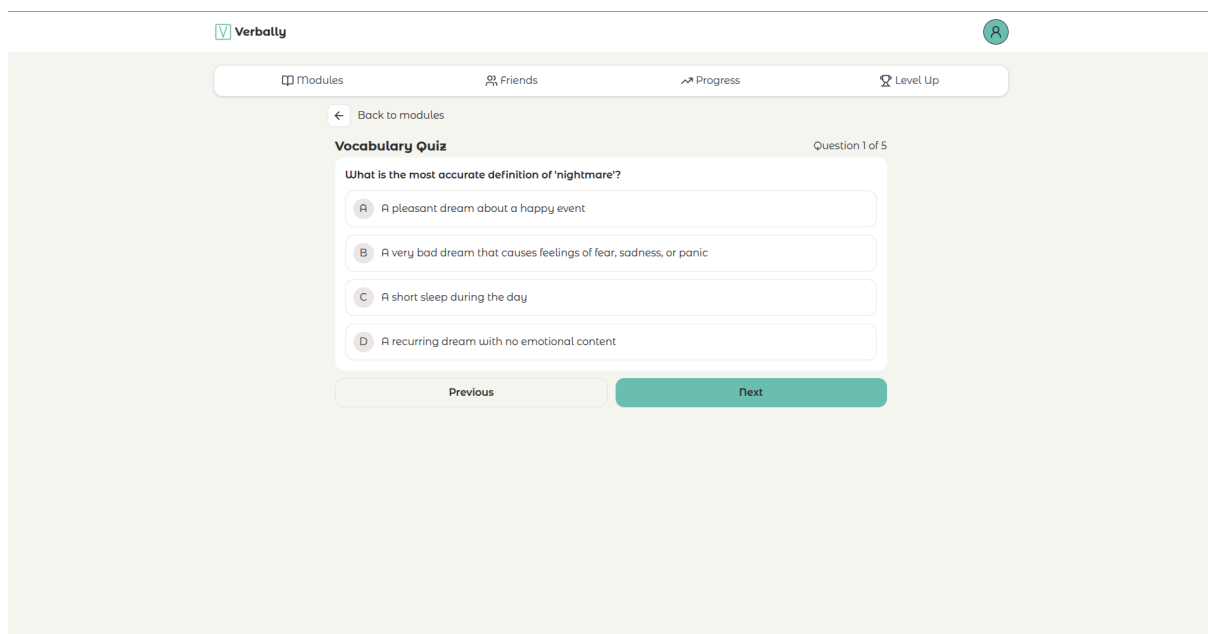 V Verbally
Modules Friends Progress Level Up
Back to modules
Vocabulary Quiz Question 1 of 5
What is the most accurate definition of 'nightmare'?
A A pleasant dream about a happy event
B A very bad dream that causes feelings of fear, sadness, or panic
C A short sleep during the day
D A recurring dream with no emotional content
Previous Next